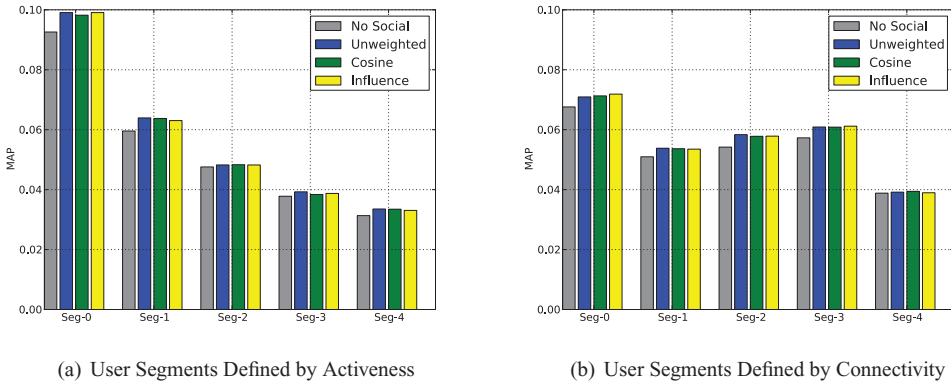 0.10
0.08
0.06
0.04
0.02
0.00
MAP
No Social
Unweighted
Cosine
Influence
Seg-0 Seg-1 Seg-2 Seg-3 Seg-4
(a) User Segments Defined by Activeness
0.10
0.08
0.06
0.04
0.02
0.00
MAP
No Social
Unweighted
Cosine
Influence
Seg-0 Seg-1 Seg-2 Seg-3 Seg-4
(b) User Segments Defined by Connectivity